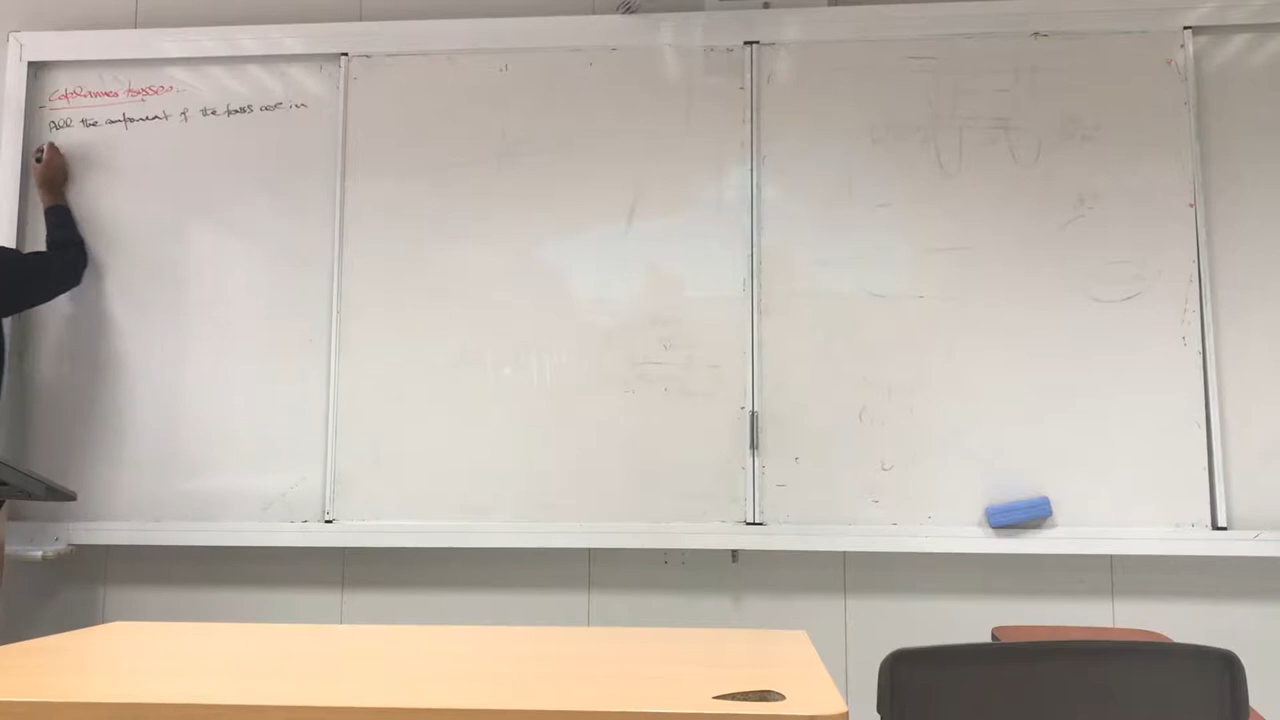 Coplanar forces..
All the component of the forces are in